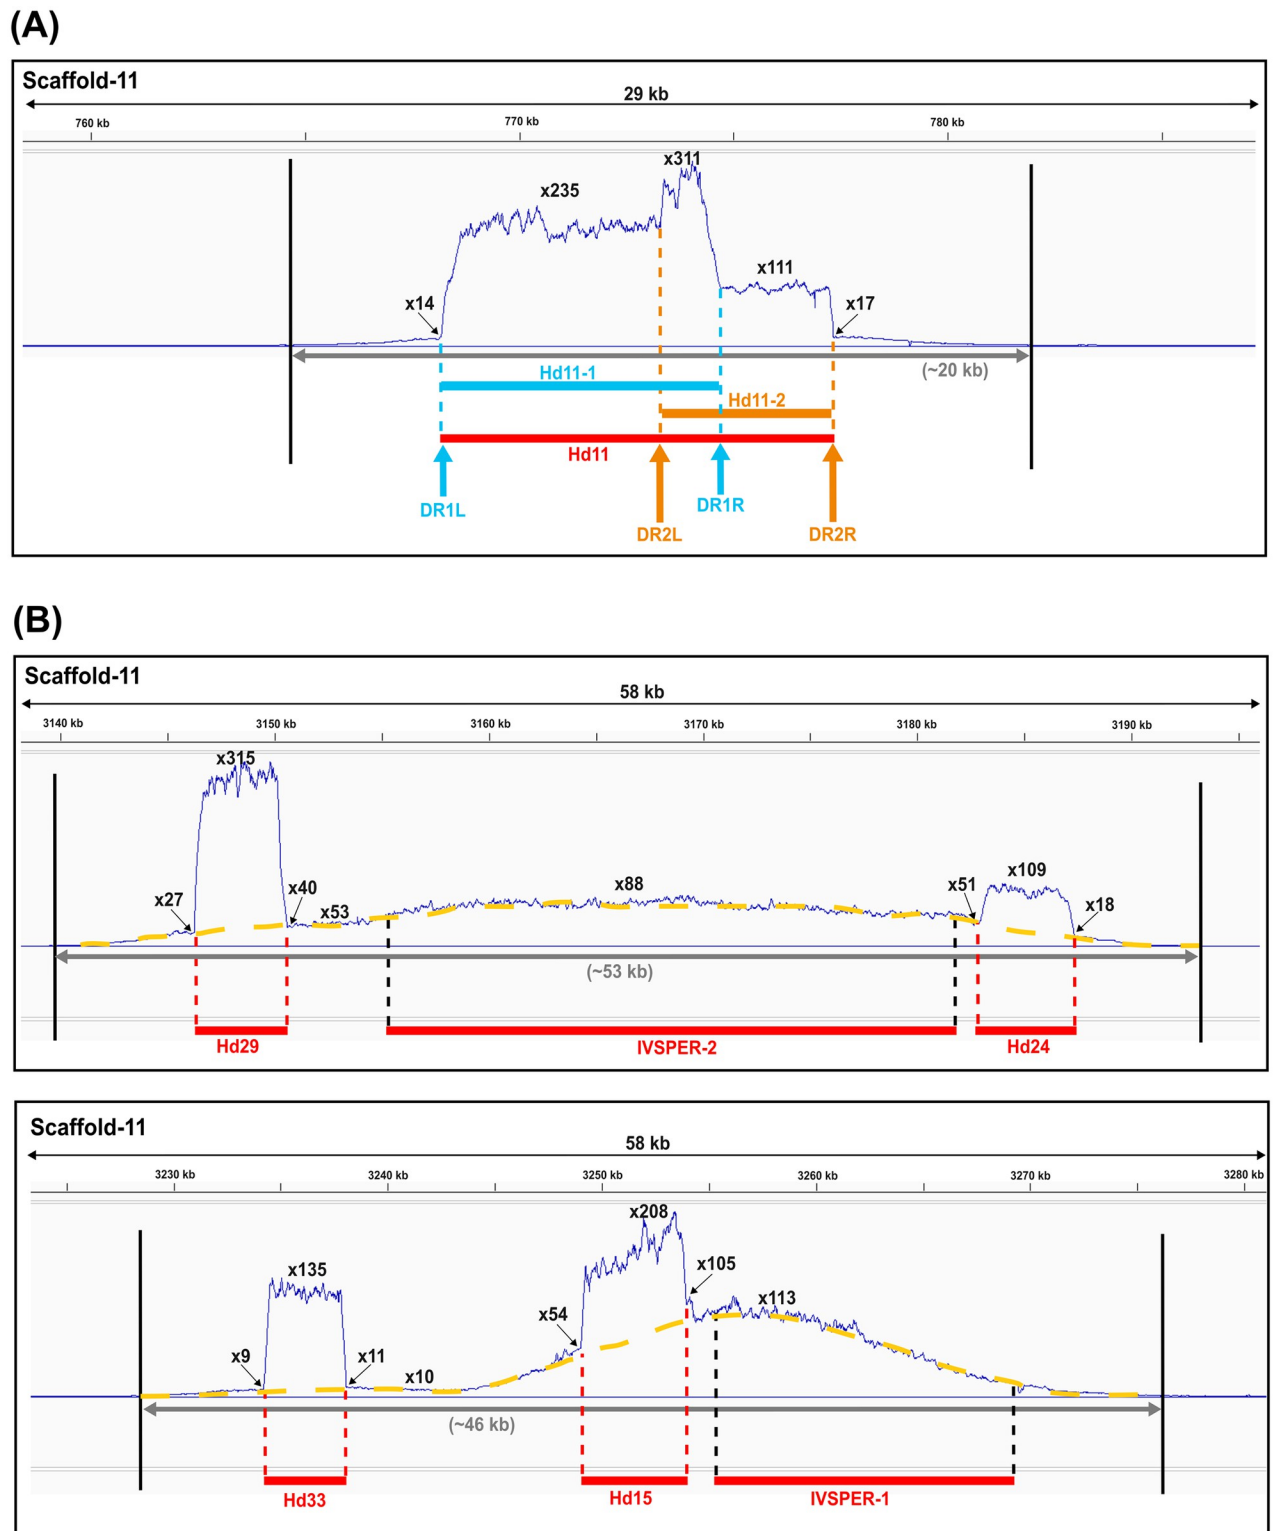 (A)
Scaffold-11
29 kb
760 kb 770 kb 780 kb
x311
x235
x111
x14 x17
(~20 kb)
Hd11-1
Hd11-2
Hd11
DR1L DR1R
DR2L DR2R
(B)
Scaffold-11
58 kb
3140 kb 3150 kb 3160 kb 3170 kb 3180 kb 3190 kb
x315
x27 x40 x53 x88 x51 x109 x18
(~53 kb)
Hd29 IVSPER-2 Hd24
Scaffold-11
58 kb
3230 kb 3240 kb 3250 kb 3260 kb 3270 kb 3280 kb
x208
x135 x105
x113
x54
x9 x11 x10
(~46 kb)
Hd33 Hd15 IVSPER-1